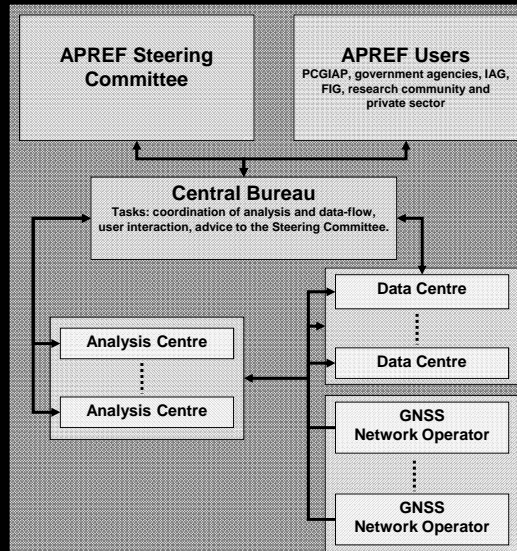 APREF Steering
Committee
APREF Users
PCGIAP, government agencies, IAG,
FIG, research community and
private sector
Central Bureau
Tasks: coordination of analysis and data-flow,
user interaction, advice to the Steering Committee.
Data Centre
Data Centre
Analysis Centre
Analysis Centre
GNSS
Network Operator
GNSS
Network Operator